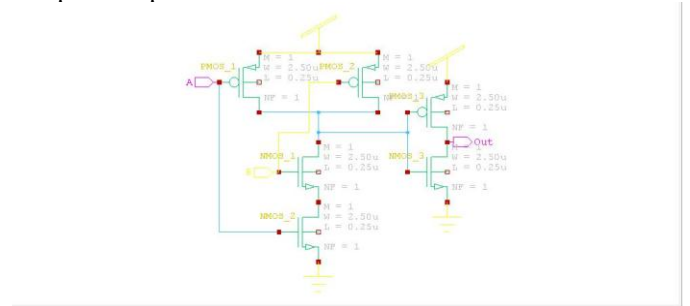 PMOS_1
M = 1
W = 2.50u
L = 0.25u
NF = 1
A
PMOS_2
M = 1
W = 2.50u
L = 0.25u
NF = 1
PMOS_3
M = 1
W = 2.50u
L = 0.25u
NF = 1
Out
NMOS_1
M = 1
W = 2.50u
L = 0.25u
NF = 1
NMOS_3
M = 1
W = 2.50u
L = 0.25u
NF = 1
NMOS_2
M = 1
W = 2.50u
L = 0.25u
NF = 1